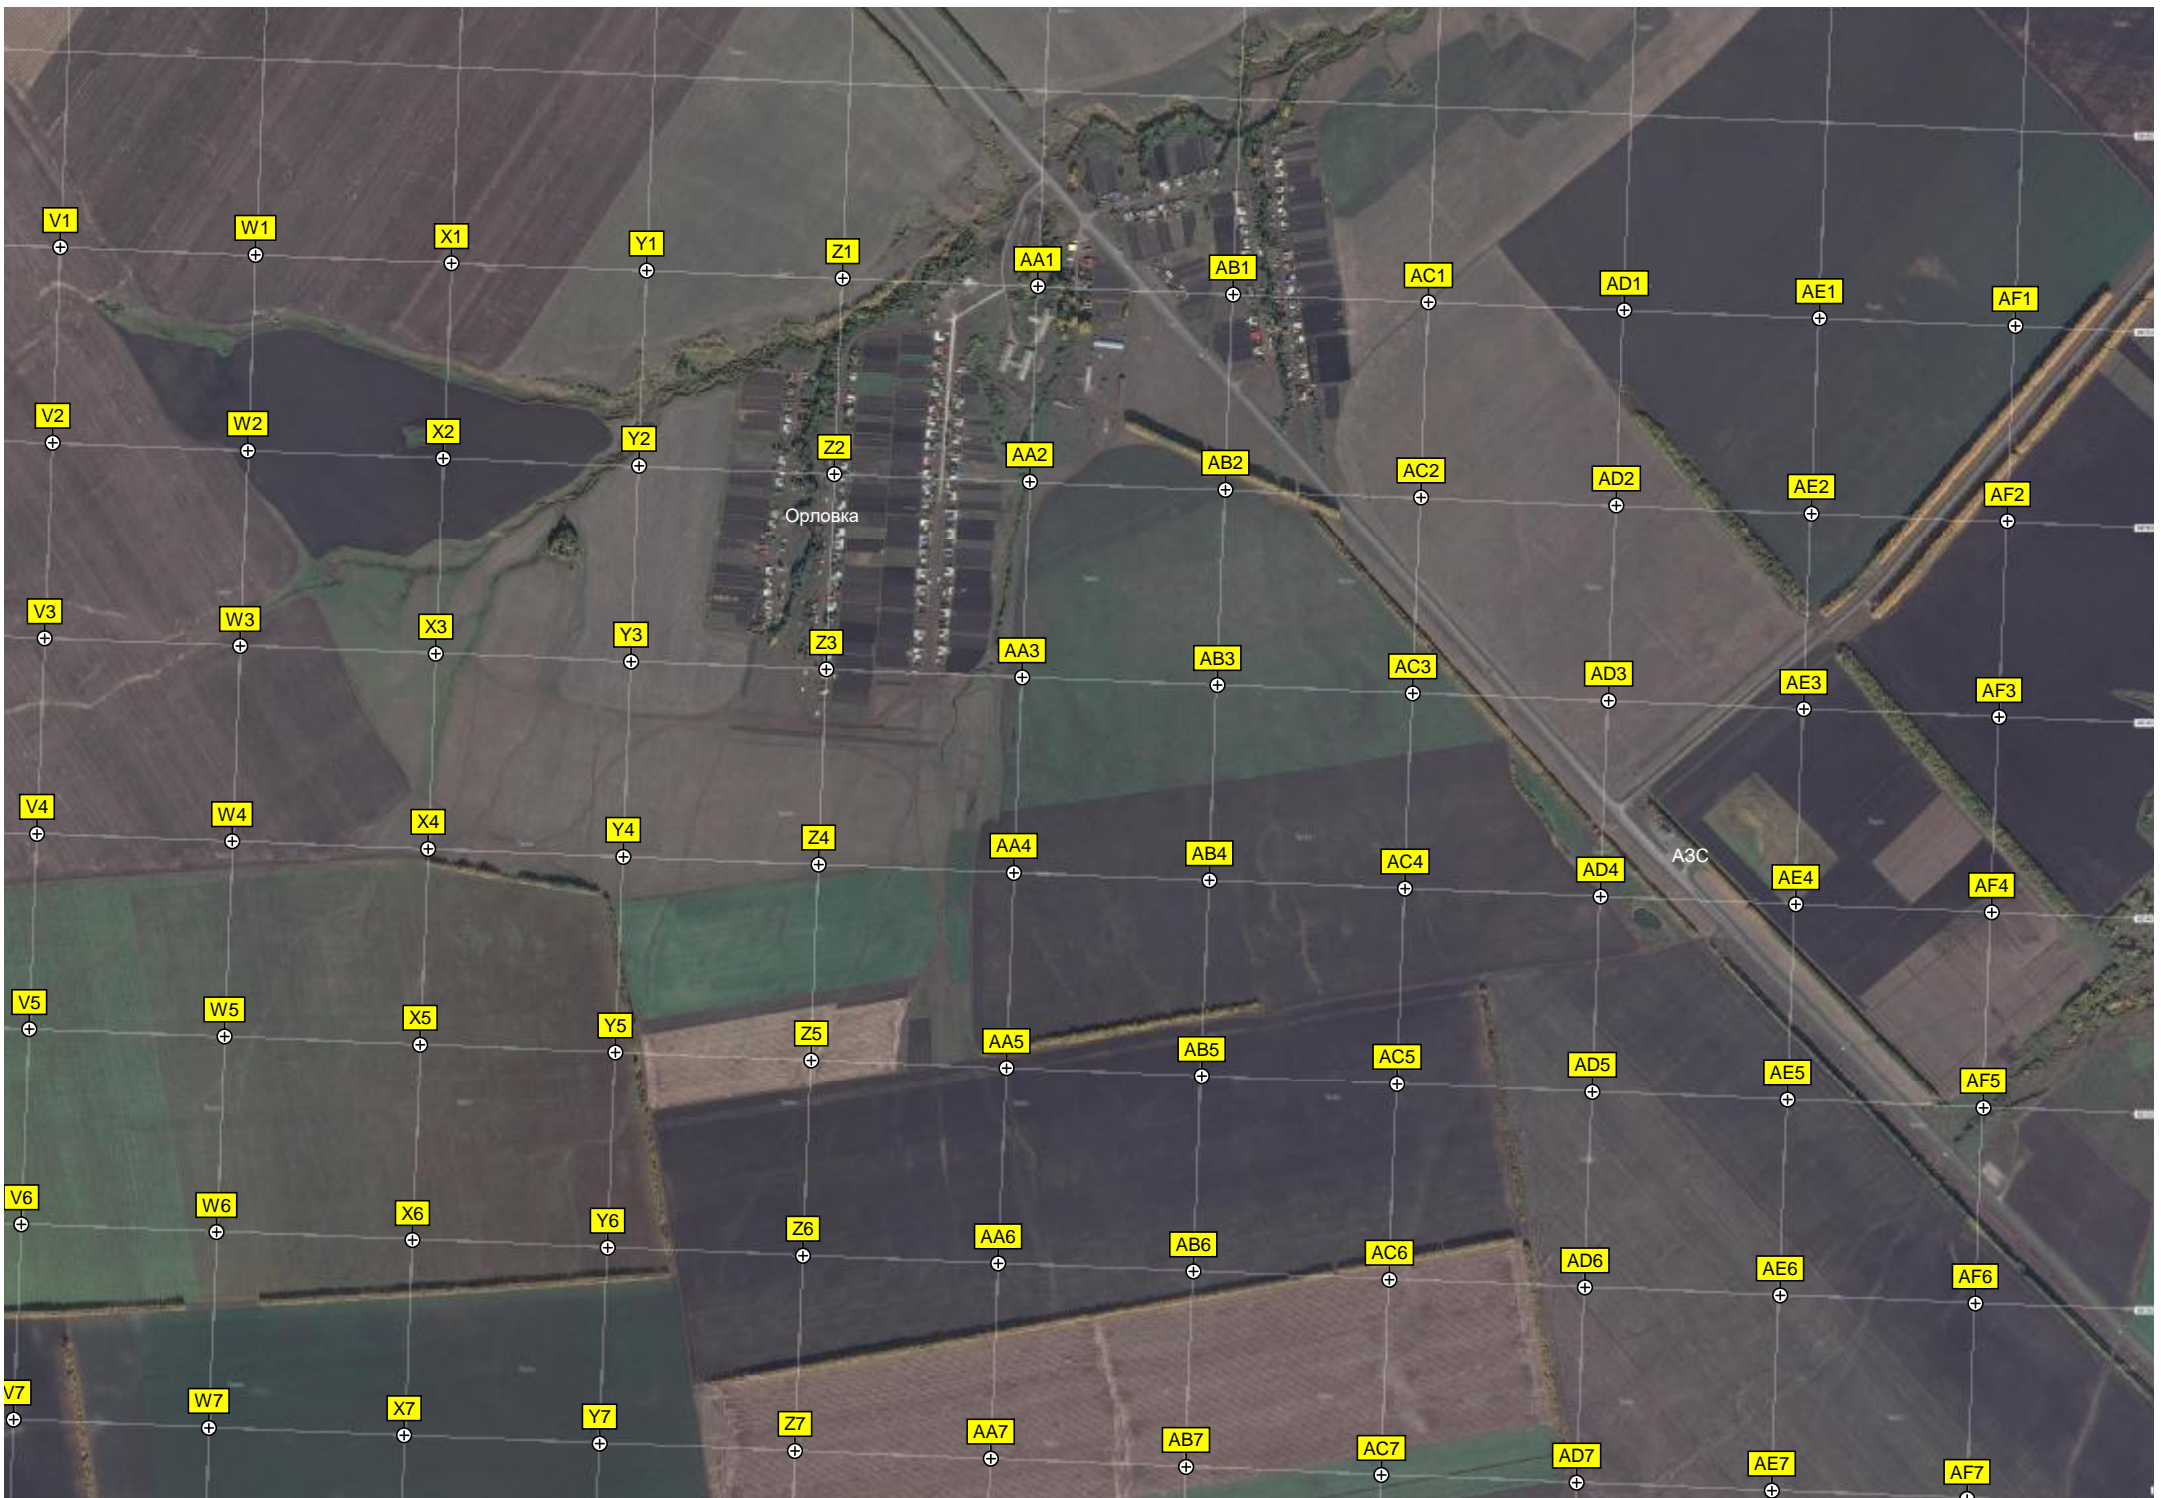 V1
W1
X1
Y1
Z1
AA1
AB1
AC1
AD1
AE1
AF1
V2
W2
X2
Y2
Z2
AA2
AB2
AC2
AD2
AE2
AF2
Орловка
V3
W3
X3
Y3
Z3
AA3
AB3
AC3
AD3
AE3
AF3
V4
W4
X4
Y4
Z4
AA4
AB4
AC4
АЗС
AD4
AE4
AF4
V5
W5
X5
Y5
Z5
AA5
AB5
AC5
AD5
AE5
AF5
V6
W6
X6
Y6
Z6
AA6
AB6
AC6
AD6
AE6
AF6
V7
W7
X7
Y7
Z7
AA7
AB7
AC7
AD7
AE7
AF7